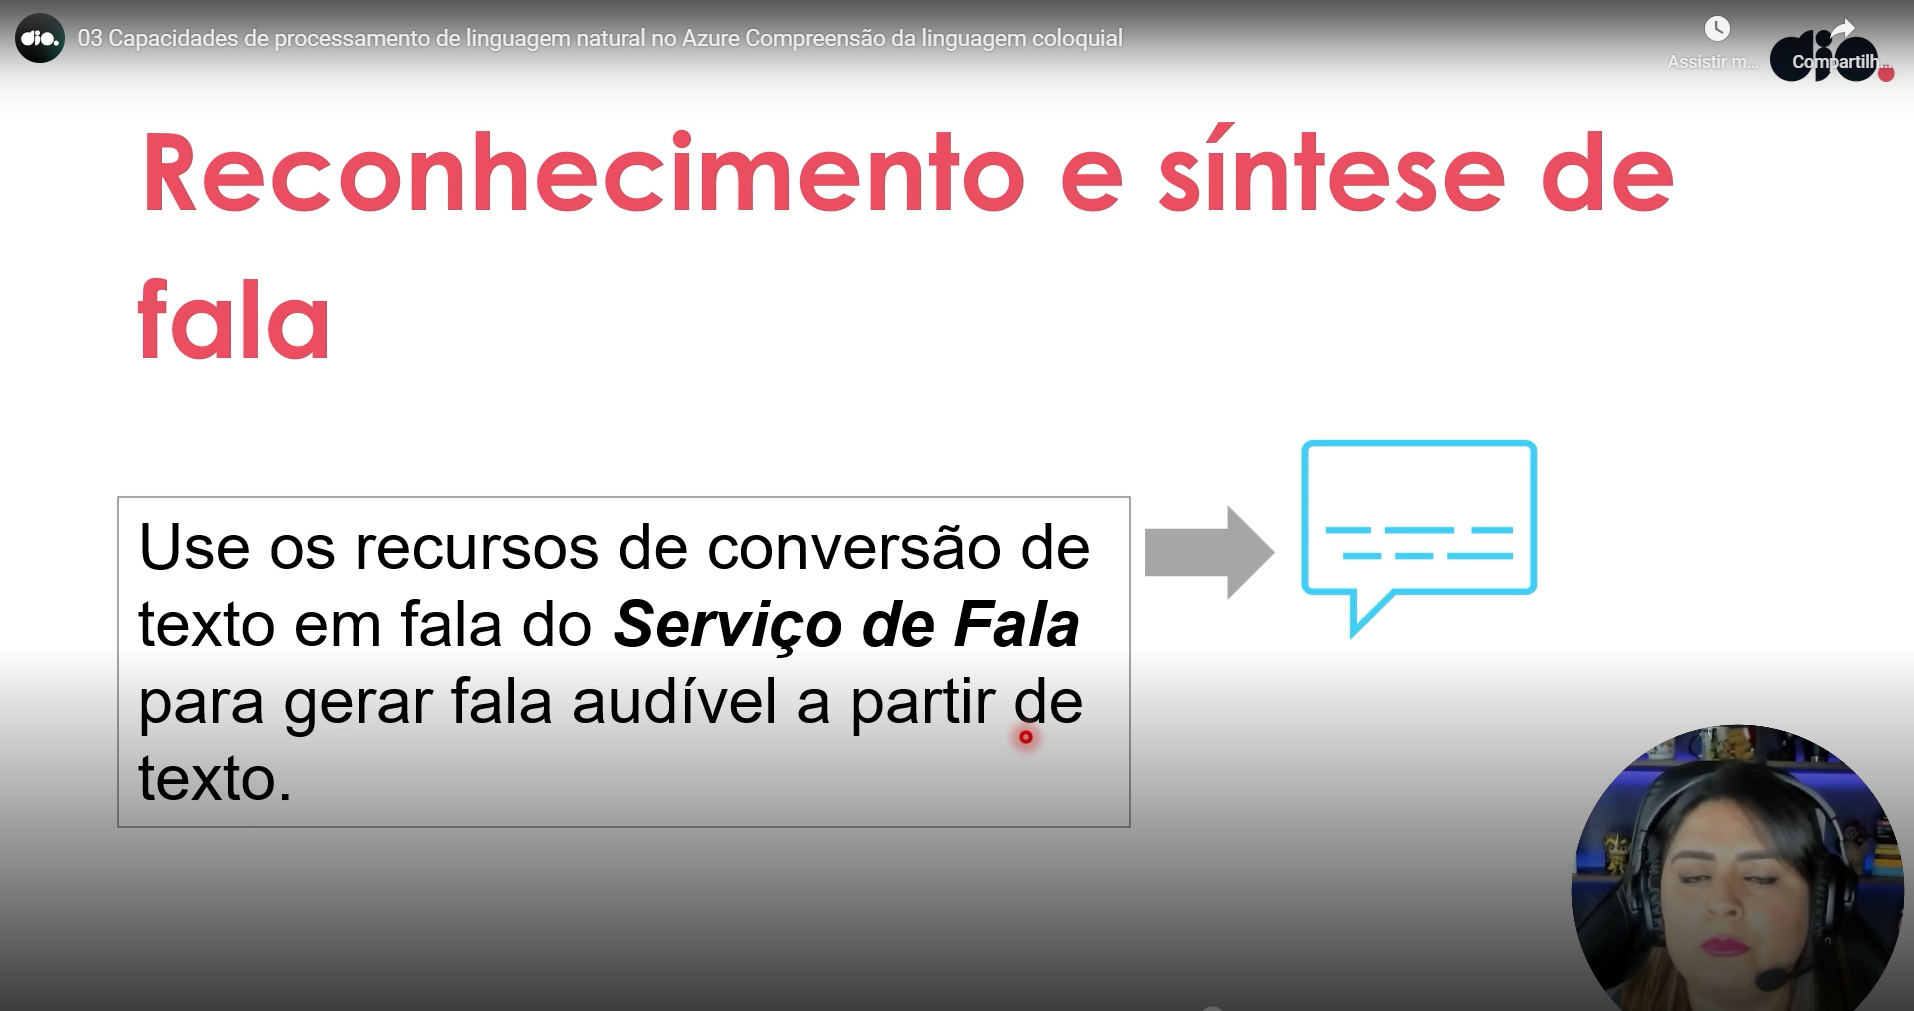 dio.
03 Capacidades de processamento de linguagem natural no Azure Compreensão da linguagem coloquial
Assistir m...
Compartilh...
dio.
Reconhecimento e síntese de
fala
Use os recursos de conversão de
texto em fala do Serviço de Fala
para gerar fala audível a partir de
texto.